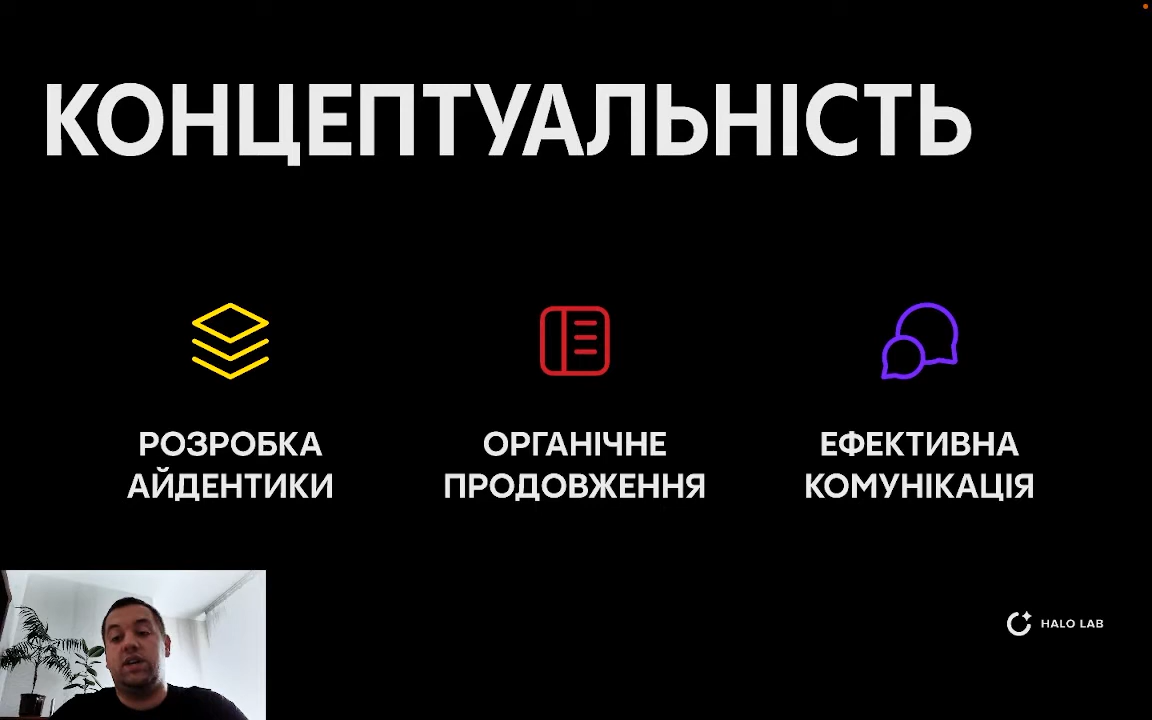 КОНЦЕПТУАЛЬНІСТЬ
РОЗРОБКА
АЙДЕНТИКИ
ОРГАНІЧНЕ
ПРОДОВЖЕННЯ
ЕФЕКТИВНА
КОМУНІКАЦІЯ
HALO LAB